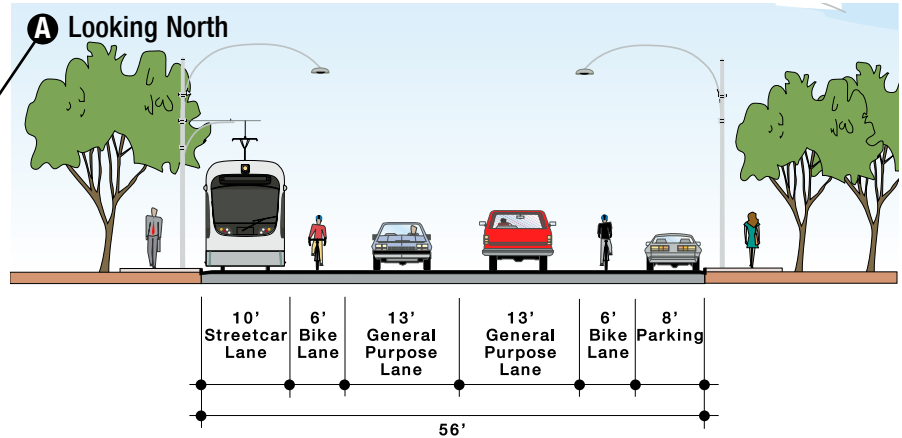 A Looking North
10' Streetcar Lane
6' Bike Lane
13' General Purpose Lane
13' General Purpose Lane
6' Bike Lane
8' Parking
56'